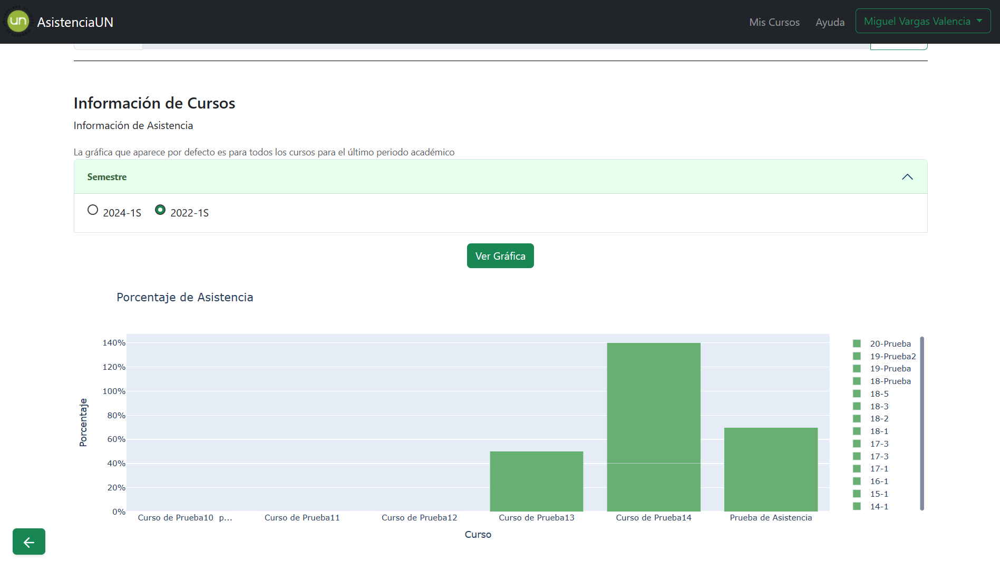 un AsistenciaUN Mis Cursos Ayuda Miguel Vargas Valencia
Información de Cursos
Información de Asistencia
La gráfica que aparece por defecto es para todos los cursos para el último periodo académico
Semestre
2024-1S 2022-1S
Ver Gráfica
Porcentaje de Asistencia
140%
120%
100%
80%
60%
40%
20%
0%
Porcentaje
Curso de Prueba10 p... Curso de Prueba11 Curso de Prueba12 Curso de Prueba13 Curso de Prueba14 Prueba de Asistencia
Curso
20-Prueba
19-Prueba2
19-Prueba
18-Prueba
18-5
18-3
18-2
18-1
17-3
17-3
17-1
16-1
15-1
14-1